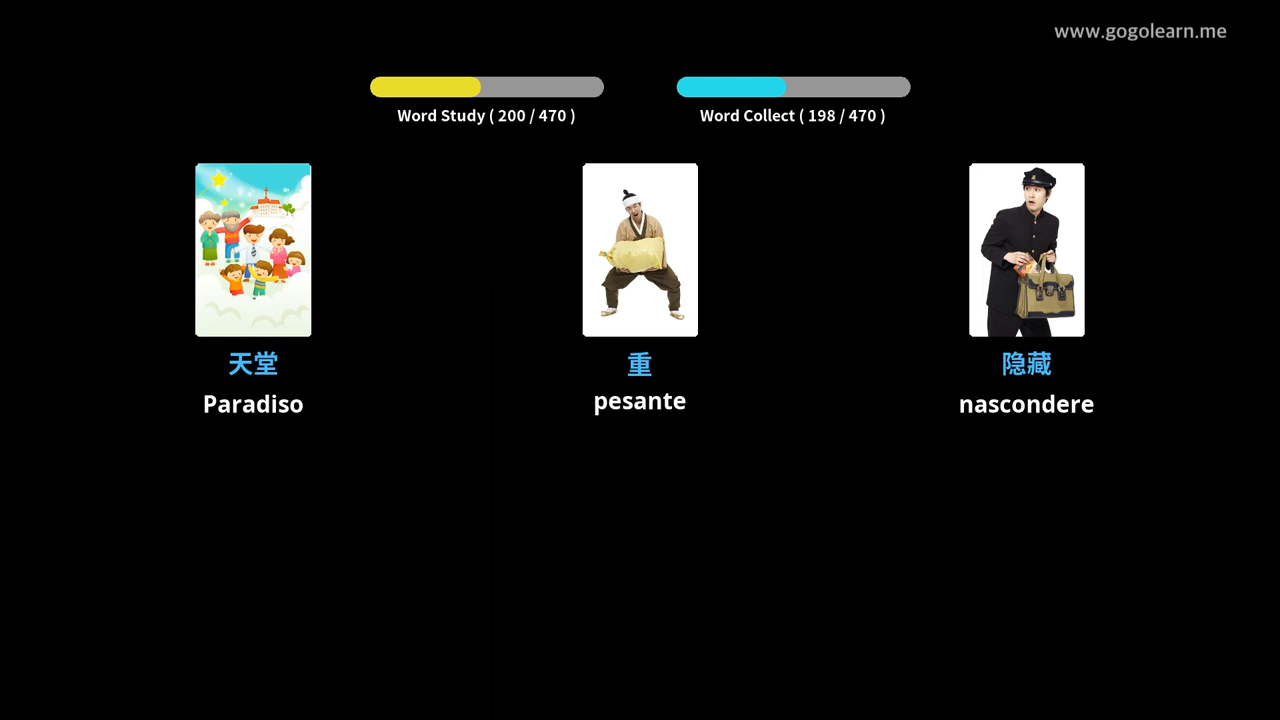 www.gogolearn.me
Word Study ( 200 / 470 )
Word Collect ( 198 / 470 )
天堂
Paradiso
重
pesante
隐藏
nascondere